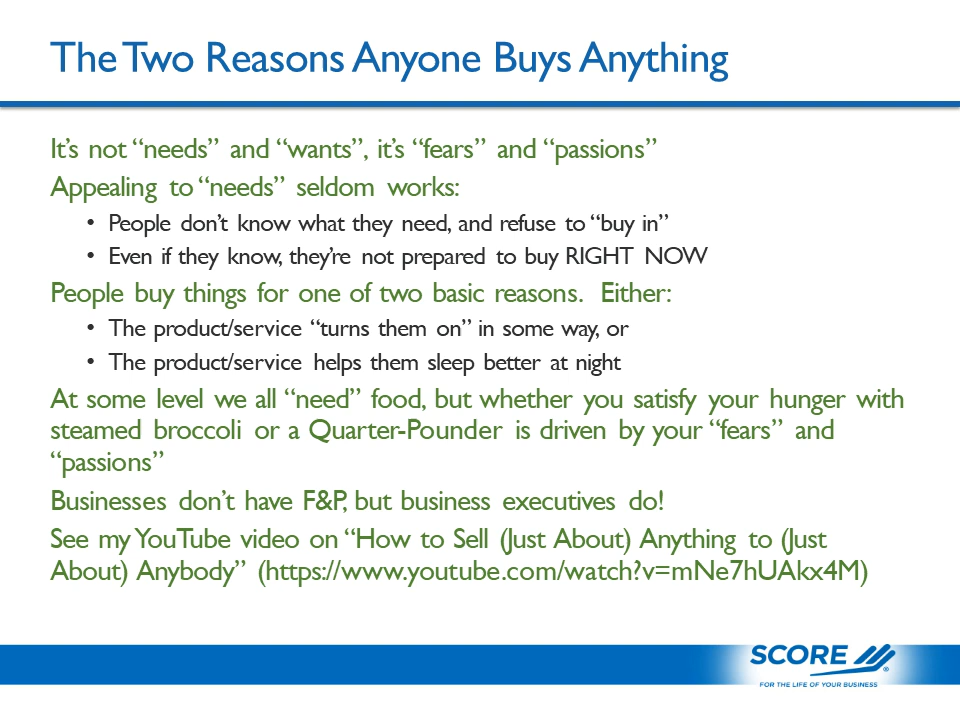 The Two Reasons Anyone Buys Anything
It’s not “needs” and “wants”, it’s “fears” and “passions”
Appealing to “needs” seldom works:
• People don’t know what they need, and refuse to “buy in”
• Even if they know, they’re not prepared to buy RIGHT NOW
People buy things for one of two basic reasons. Either:
• The product/service “turns them on” in some way, or
• The product/service helps them sleep better at night
At some level we all “need” food, but whether you satisfy your hunger with
steamed broccoli or a Quarter-Pounder is driven by your “fears” and
“passions”
Businesses don’t have F&P, but business executives do!
See my YouTube video on “How to Sell (Just About) Anything to (Just
About) Anybody” (https://www.youtube.com/watch?v=mNe7hUAkx4M)
SCORE ®
FOR THE LIFE OF YOUR BUSINESS